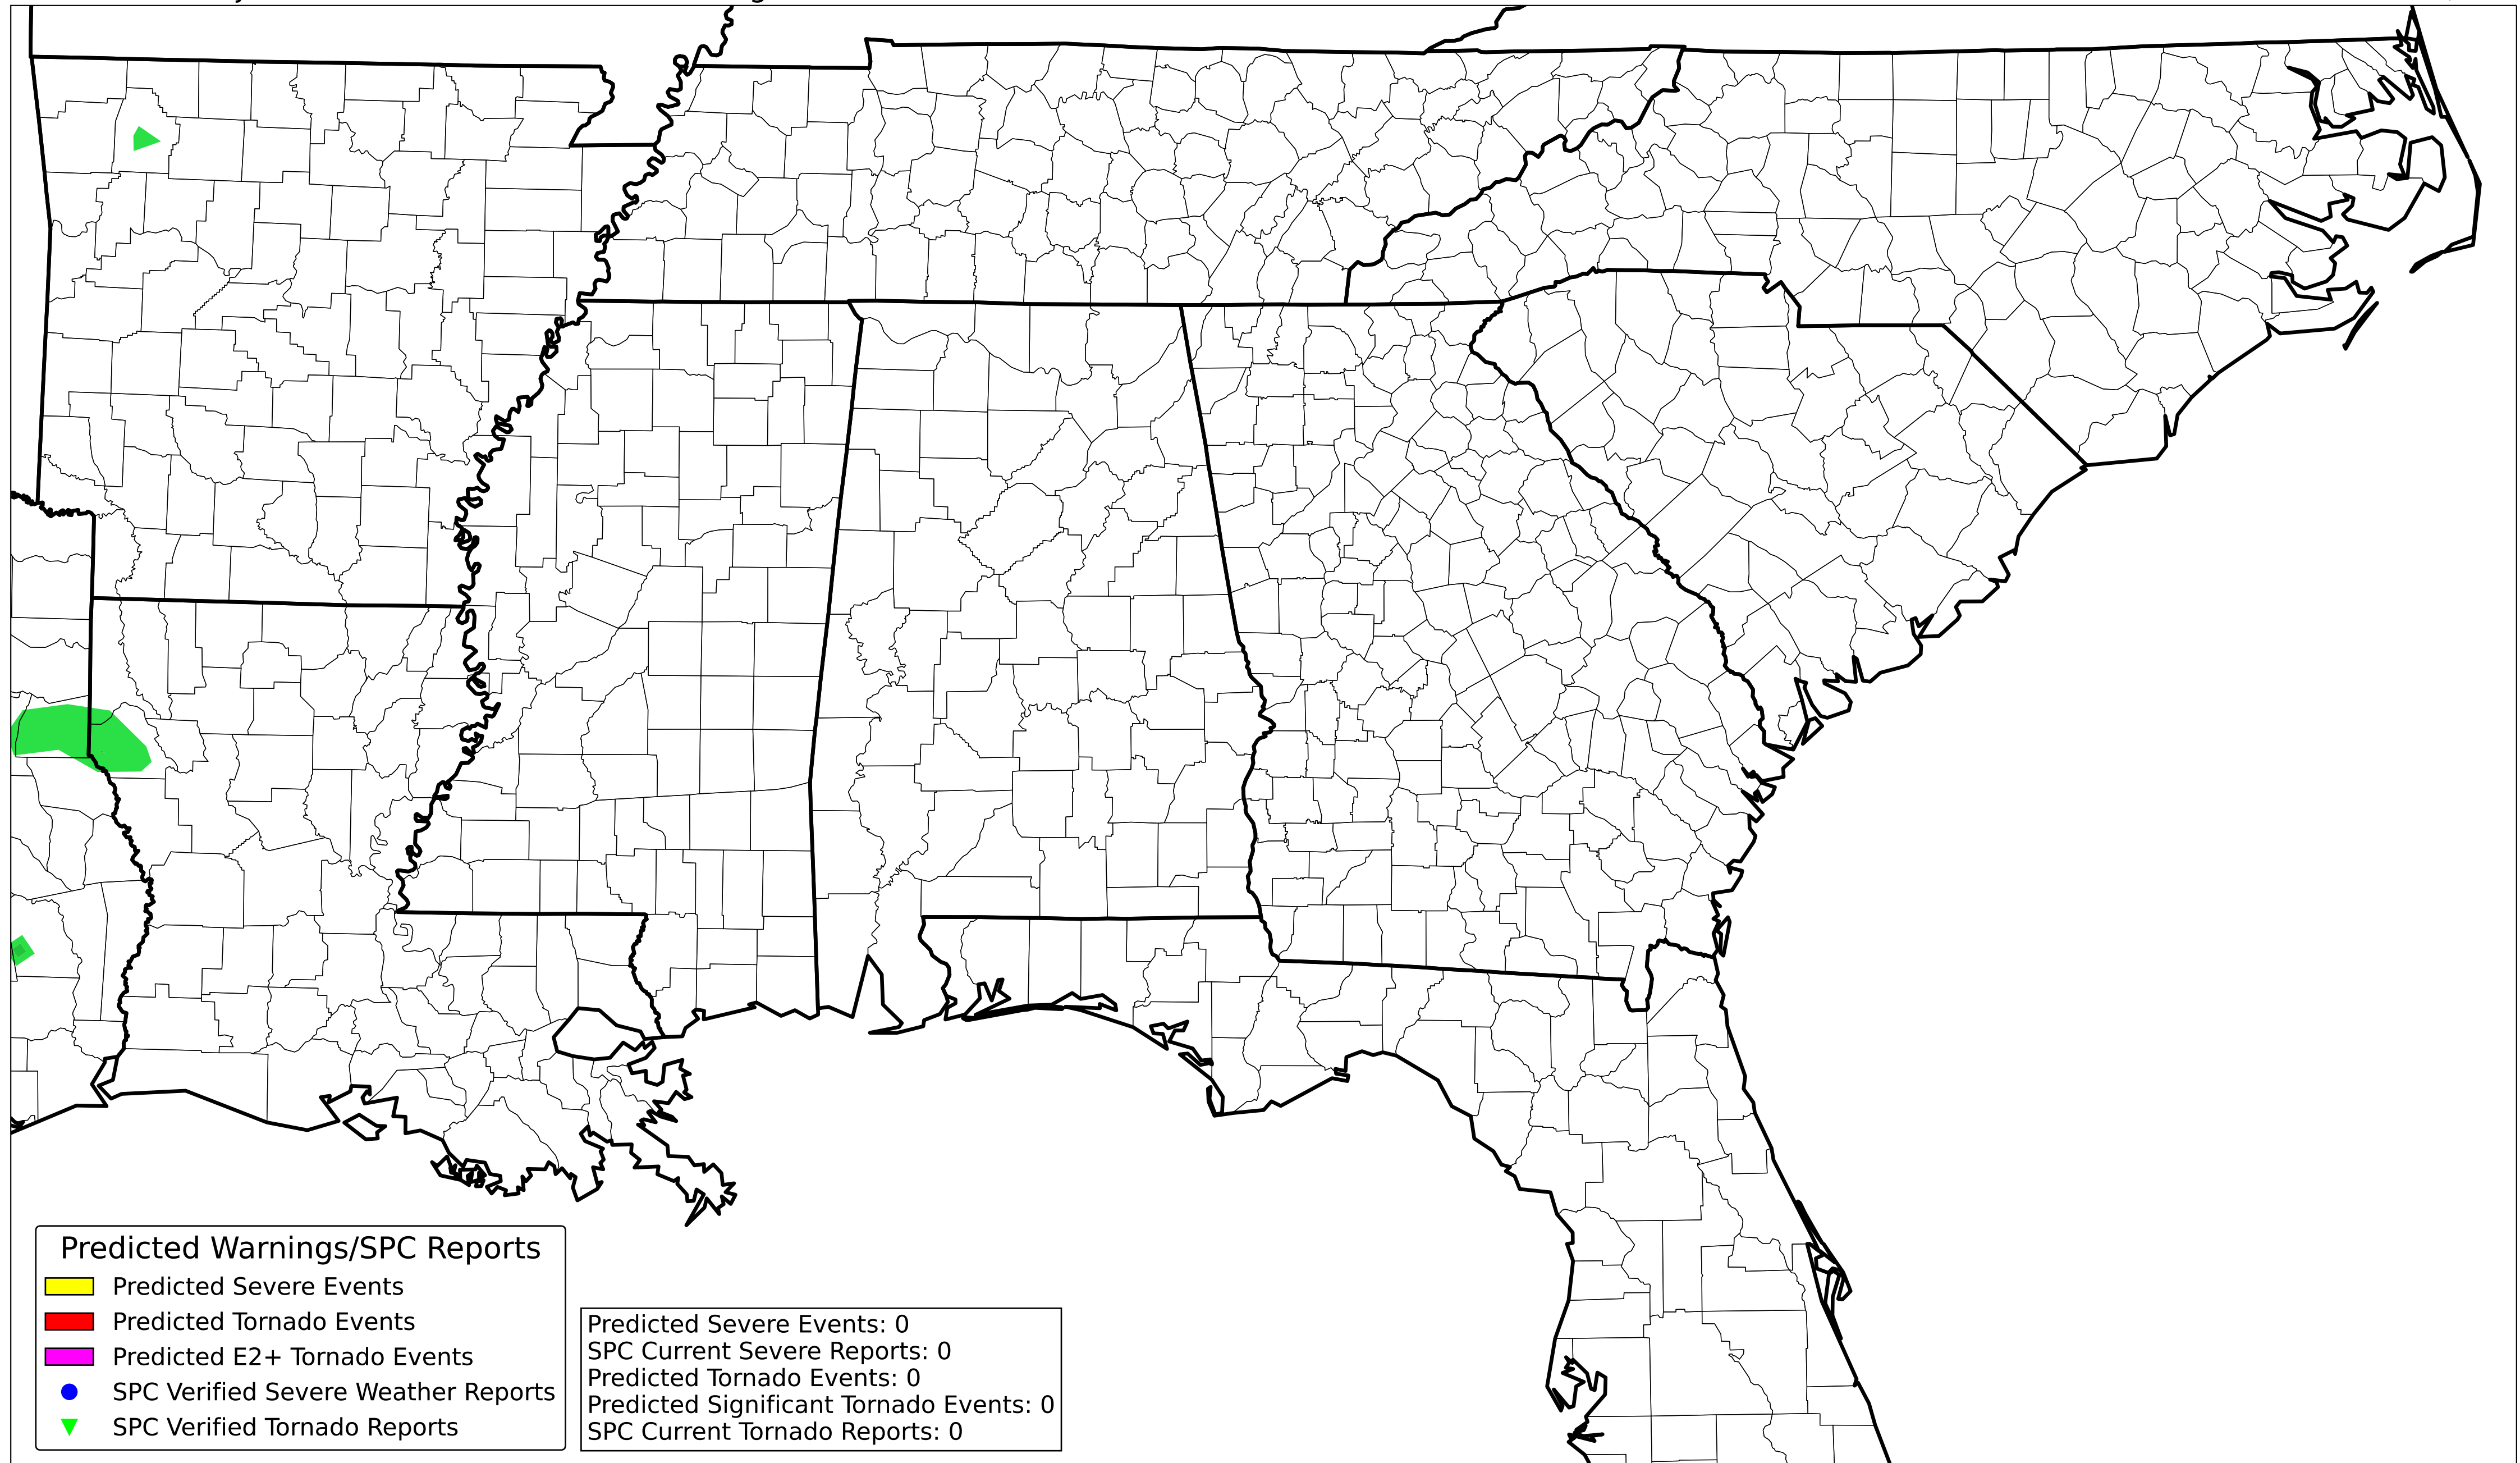 Predicted Warnings/SPC Reports
Predicted Severe Events
Predicted Tornado Events
Predicted E2+ Tornado Events
SPC Verified Severe Weather Reports
SPC Verified Tornado Reports
Predicted Severe Events: 0
SPC Current Severe Reports: 0
Predicted Tornado Events: 0
Predicted Significant Tornado Events: 0
SPC Current Tornado Reports: 0